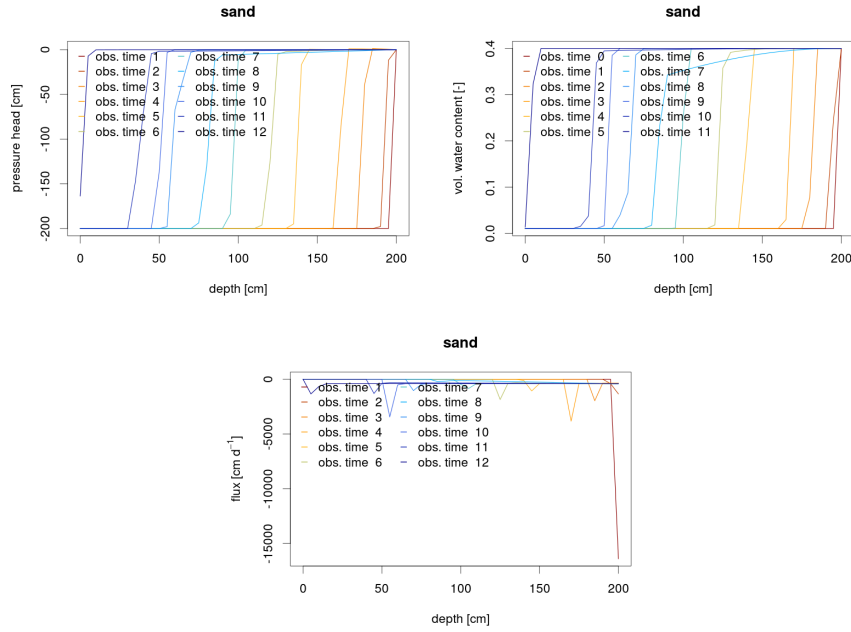 sand
pressure head [cm]
0
-50
-100
-150
-200
obs. time 1 obs. time 7
obs. time 2 obs. time 8
obs. time 3 obs. time 9
obs. time 4 obs. time 10
obs. time 5 obs. time 11
obs. time 6 obs. time 12
0 50 100 150 200
depth [cm]
sand
vol. water content [-]
0.4
0.3
0.2
0.1
0.0
obs. time 0 obs. time 6
obs. time 1 obs. time 7
obs. time 2 obs. time 8
obs. time 3 obs. time 9
obs. time 4 obs. time 10
obs. time 5 obs. time 11
0 50 100 150 200
depth [cm]
sand
flux [cm d⁻¹]
0
-5000
-10000
-15000
obs. time 1 obs. time 7
obs. time 2 obs. time 8
obs. time 3 obs. time 9
obs. time 4 obs. time 10
obs. time 5 obs. time 11
obs. time 6 obs. time 12
0 50 100 150 200
depth [cm]